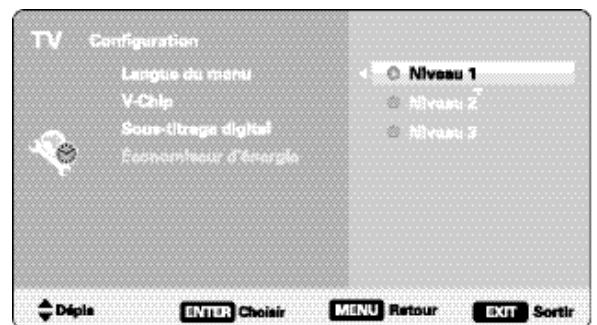 TV Configuration
Langue du menu
V-Chip
Sous-titrage digital
Économiseur d'énergie
Niveau 1
Niveau 2
Niveau 3
Dépla ENTER Choisir MENU Retour EXIT Sortir